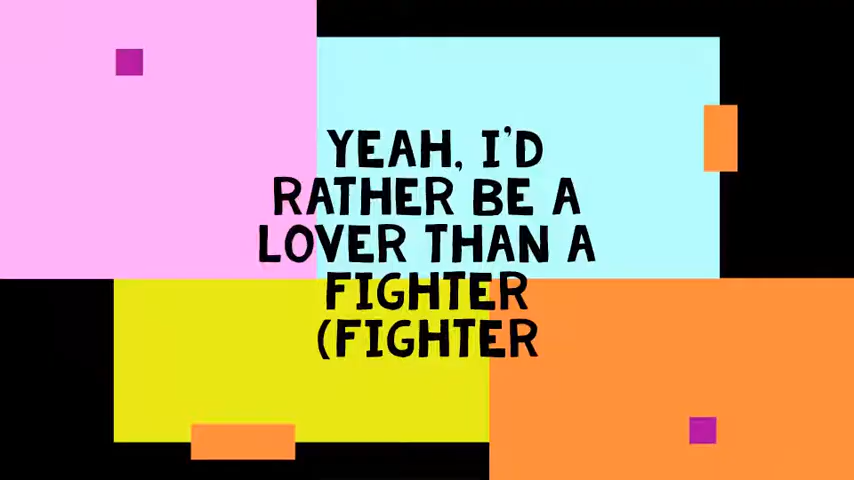 YEAH, I'D
RATHER BE A
LOVER THAN A
FIGHTER
(FIGHTER